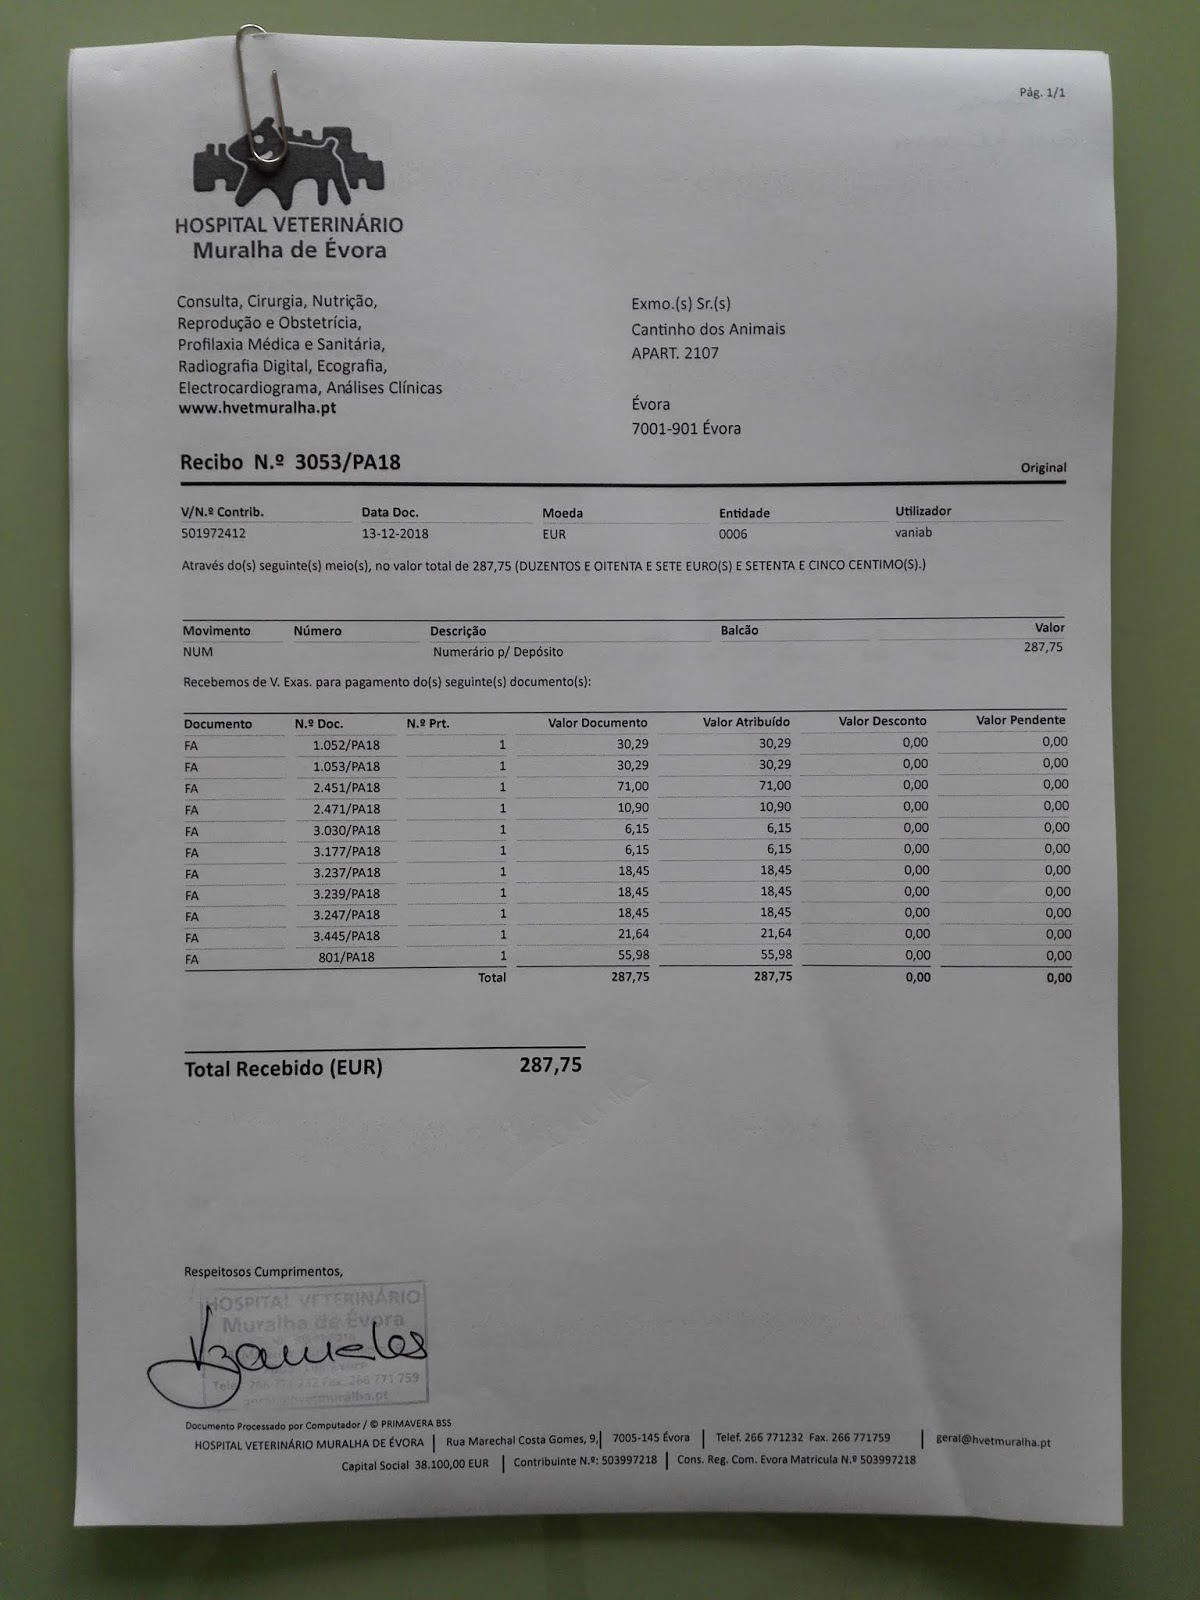 Pág. 1/1
HOSPITAL VETERINÁRIO
Muralha de Évora
Consulta, Cirurgia, Nutrição,
Reprodução e Obstetrícia,
Profilaxia Médica e Sanitária,
Radiografia Digital, Ecografia,
Electrocardiograma, Análises Clínicas
www.hvetmuralha.pt
Exmo.(s) Sr.(s)
Cantinho dos Animais
APART. 2107
Évora
7001-901 Évora
Recibo N.º 3053/PA18
Original
V/N.º Contrib. Data Doc. Moeda Entidade Utilizador
501972412 13-12-2018 EUR 0006 vaniab
Através do(s) seguinte(s) meio(s), no valor total de 287,75 (DUZENTOS E OITENTA E SETE EURO(S) E SETENTA E CINCO CENTIMO(S).)
Movimento Número Descrição Balcão Valor
NUM Numerário p/ Depósito 287,75
Recebemos de V. Exas. para pagamento do(s) seguinte(s) documento(s):
Documento N.º Doc. N.º Prt. Valor Documento Valor Atribuído Valor Desconto Valor Pendente
FA 1.052/PA18 1 30,29 30,29 0,00 0,00
FA 1.053/PA18 1 30,29 30,29 0,00 0,00
FA 2.451/PA18 1 71,00 71,00 0,00 0,00
FA 2.471/PA18 1 10,90 10,90 0,00 0,00
FA 3.030/PA18 1 6,15 6,15 0,00 0,00
FA 3.177/PA18 1 6,15 6,15 0,00 0,00
FA 3.237/PA18 1 18,45 18,45 0,00 0,00
FA 3.239/PA18 1 18,45 18,45 0,00 0,00
FA 3.247/PA18 1 18,45 18,45 0,00 0,00
FA 3.445/PA18 1 21,64 21,64 0,00 0,00
FA 801/PA18 1 55,98 55,98 0,00 0,00
Total 287,75 287,75 0,00 0,00
Total Recebido (EUR) 287,75
Respeitosos Cumprimentos,
HOSPITAL VETERINÁRIO
Muralha de Évora
266 771 232 Fax. 266 771 759
geral@hvetmuralha.pt
Documento Processado por Computador / © PRIMAVERA BSS
HOSPITAL VETERINÁRIO MURALHA DE ÉVORA | Rua Marechal Costa Gomes, 9, | 7005-145 Évora | Telef. 266 771232 Fax. 266 771759 | geral@hvetmuralha.pt
Capital Social 38.100,00 EUR | Contribuinte N.º: 503997218 | Cons. Reg. Com. Evora Matricula N.º 503997218